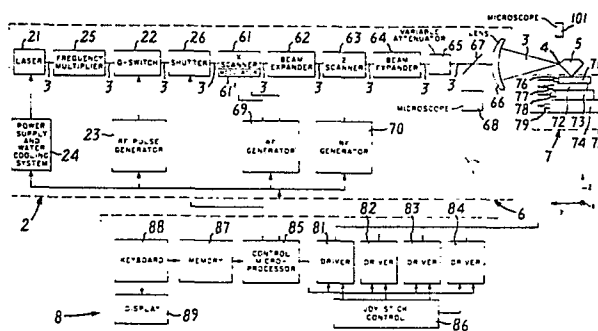 MICROSCOPE 101
VARIABLE ATTENUATOR LENS
21 25 22 26 61 62 63 64 65 67 3 4 5
LASER FREQUENCY MULTIPLIER Q-SWITCH SHUTTER X SCANNER BEAM EXPANDER Z SCANNER BEAM EXPANDER
3 3 3 3 3 3 3 3 3
61' 66
76 77 78 79
MICROSCOPE 68
72 73 74 7
POWER SUPPLY AND WATER COOLING SYSTEM 24
23 RF PULSE GENERATOR
69 RF GENERATOR
70 RF GENERATOR
2 6
88 87 85 81 82 83 84
KEYBOARD MEMORY CONTROL MICRO-PROCESSOR DRIVER DRIVER DRIVER DRIVER
8 DISPLAY 89
JOY STICK CONTROL 86